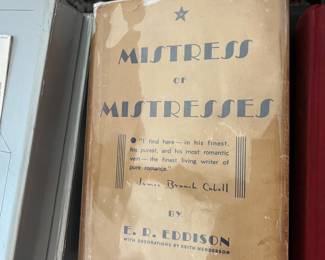 MISTRESS
OF
MISTRESSES
"I find here — in his finest,
his purest, and his most romantic
vein — the finest living writer of
pure romance."
James Branch Cabell
BY
E. R. EDDISON
WITH DECORATIONS BY KEITH HENDERSON